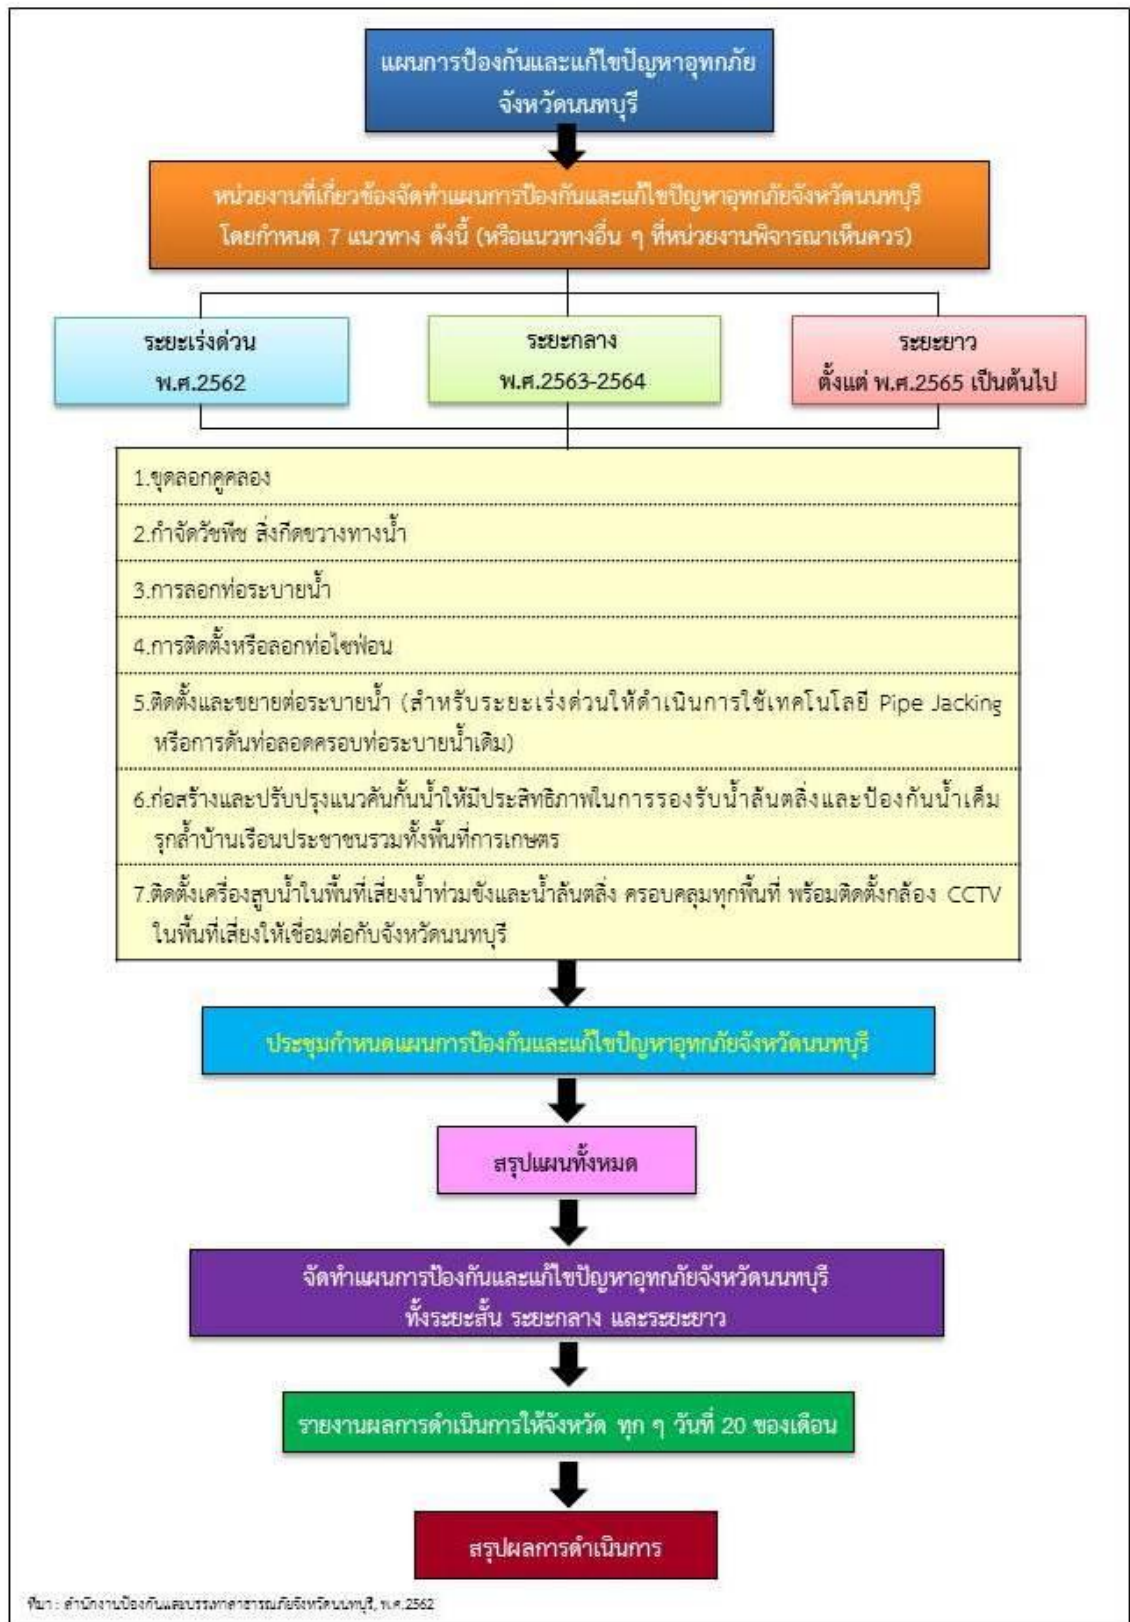 แผนการป้องกันและแก้ไขปัญหาอุทกภัย
จังหวัดนนทบุรี
หน่วยงานที่เกี่ยวข้องจัดทำแผนการป้องกันและแก้ไขปัญหาอุทกภัยจังหวัดนนทบุรี
โดยกำหนด 7 แนวทาง ดังนี้ (หรือแนวทางอื่น ๆ ที่หน่วยงานพิจารณาเห็นควร)
ระยะเร่งด่วน
พ.ศ.2562
ระยะกลาง
พ.ศ.2563-2564
ระยะยาว
ตั้งแต่ พ.ศ.2565 เป็นต้นไป
1.ขุดลอกคูคลอง
2.กำจัดวัชพืช สิ่งกีดขวางทางน้ำ
3.การลอกท่อระบายน้ำ
4.การติดตั้งหรือลอกท่อไซฟ่อน
5.ติดตั้งและขยายต่อระบายน้ำ (สำหรับระยะเร่งด่วนให้ดำเนินการใช้เทคโนโลยี Pipe Jacking
หรือการดันท่อลอดครอบท่อระบายน้ำเดิม)
6.ก่อสร้างและปรับปรุงแนวคันกั้นน้ำให้มีประสิทธิภาพในการรองรับน้ำล้นตลิ่งและป้องกันน้ำเค็ม
รุกล้ำบ้านเรือนประชาชนรวมทั้งพื้นที่การเกษตร
7.ติดตั้งเครื่องสูบน้ำในพื้นที่เสี่ยงน้ำท่วมขังและน้ำล้นตลิ่ง ครอบคลุมทุกพื้นที่ พร้อมติดตั้งกล้อง CCTV
ในพื้นที่เสี่ยงให้เชื่อมต่อกับจังหวัดนนทบุรี
ประชุมกำหนดแผนการป้องกันและแก้ไขปัญหาอุทกภัยจังหวัดนนทบุรี
สรุปแผนทั้งหมด
จัดทำแผนการป้องกันและแก้ไขปัญหาอุทกภัยจังหวัดนนทบุรี
ทั้งระยะสั้น ระยะกลาง และระยะยาว
รายงานผลการดำเนินการให้จังหวัด ทุก ๆ วันที่ 20 ของเดือน
สรุปผลการดำเนินการ
ที่มา : สำนักงานป้องกันและบรรเทาสาธารณภัยจังหวัดนนทบุรี, พ.ศ.2562